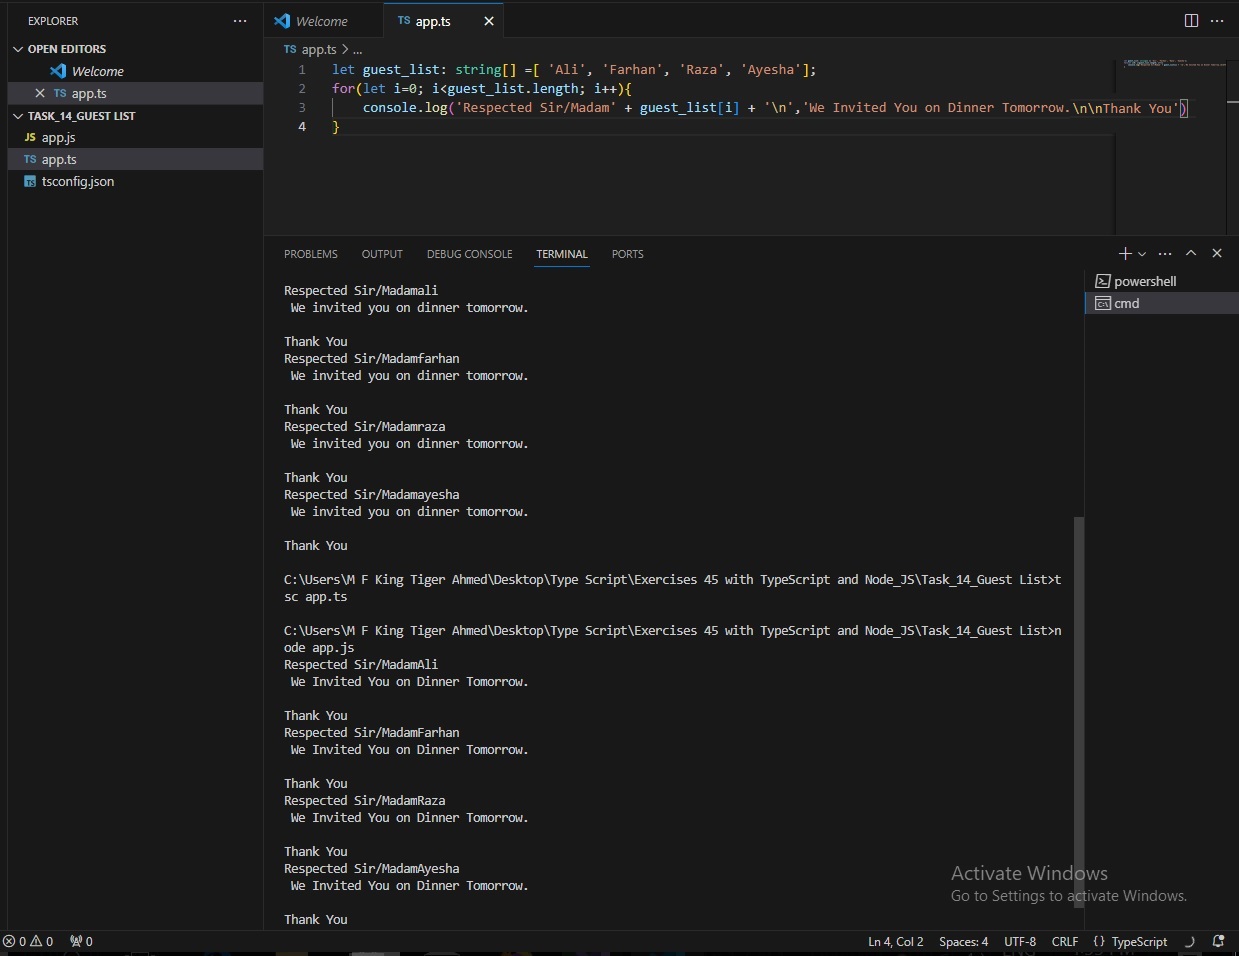 EXPLORER
OPEN EDITORS
Welcome
TS app.ts
TASK_14_GUEST LIST
JS app.js
TS app.ts
TS tsconfig.json
Welcome
TS app.ts
TS app.ts > ...
1 let guest_list: string[] =[ 'Ali', 'Farhan', 'Raza', 'Ayesha'];
2 for(let i=0; i<guest_list.length; i++){
3 console.log('Respected Sir/Madam' + guest_list[i] + '\n','We Invited You on Dinner Tomorrow.\n\nThank You')
4 }
PROBLEMS OUTPUT DEBUG CONSOLE TERMINAL PORTS
powershell
cmd
Respected Sir/Madamali
We invited you on dinner tomorrow.
Thank You
Respected Sir/Madamfarhan
We invited you on dinner tomorrow.
Thank You
Respected Sir/Madamraza
We invited you on dinner tomorrow.
Thank You
Respected Sir/Madamayesha
We invited you on dinner tomorrow.
Thank You
C:\Users\M F King Tiger Ahmed\Desktop\Type Script\Exercises 45 with TypeScript and Node_JS\Task_14_Guest List>t
sc app.ts
C:\Users\M F King Tiger Ahmed\Desktop\Type Script\Exercises 45 with TypeScript and Node_JS\Task_14_Guest List>n
ode app.js
Respected Sir/MadamAli
We Invited You on Dinner Tomorrow.
Thank You
Respected Sir/MadamFarhan
We Invited You on Dinner Tomorrow.
Thank You
Respected Sir/MadamRaza
We Invited You on Dinner Tomorrow.
Thank You
Respected Sir/MadamAyesha
We Invited You on Dinner Tomorrow.
Thank You
Activate Windows
Go to Settings to activate Windows.
0 0 0
Ln 4, Col 2 Spaces: 4 UTF-8 CRLF {} TypeScript